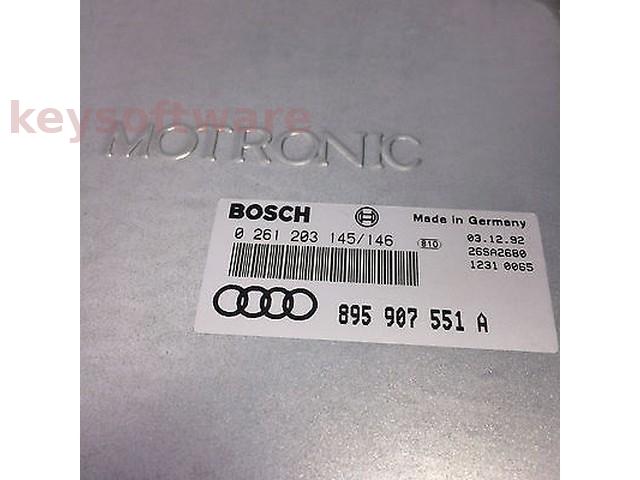 keysoftware
MOTRONIC
BOSCH Made in Germany
0 261 203 145/146 810 03.12.92
26SA2680
1231 0065
895 907 551 A